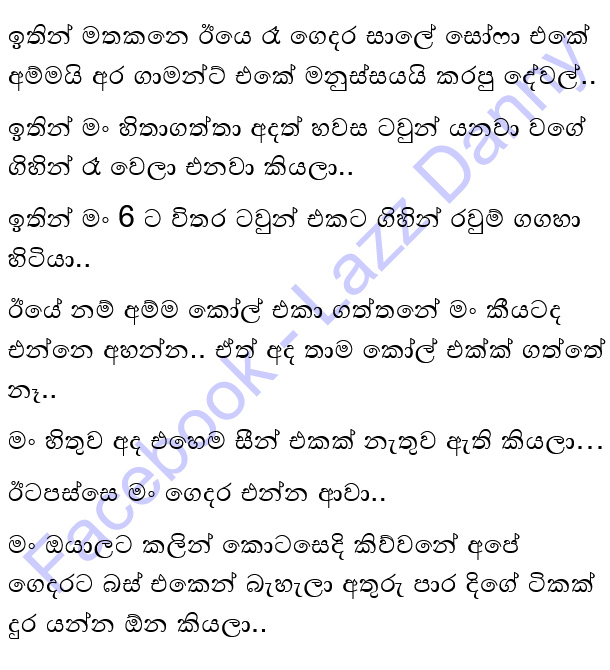 ඉතින් මතකනෙ ඊයෙ රෑ ගෙදර සාලේ සෝෆා එකේ
අම්මයි අර ගාමන්ට් එකේ මනුස්සයයි කරපු දේවල්..
ඉතින් මං හිතාගත්තා අදත් හවස ටවුන් යනවා වගේ
ගිහින් රෑ වෙලා එනවා කියලා..
ඉතින් මං 6 ට විතර ටවුන් එකට ගිහින් රවුම් ගගහා
හිටියා..
ඊයේ නම් අම්ම කෝල් එකා ගත්තනේ මං කීයටද
එන්නෙ අහන්න.. ඒත් අද තාම කෝල් එක්ක් ගත්තේ
නෑ..
මං හිතුව අද එහෙම සීන් එකක් නැතුව ඇති කියලා...
ඊටපස්සෙ මං ගෙදර එන්න ආවා..
මං ඔයාලට කලින් කොටසෙදි කිව්වනේ අපේ
ගෙදරට බස් එකෙන් බැහැලා අතුරු පාර දිගේ ටිකක්
දුර යන්න ඕන කියලා..
Facebook - Lazz Danny